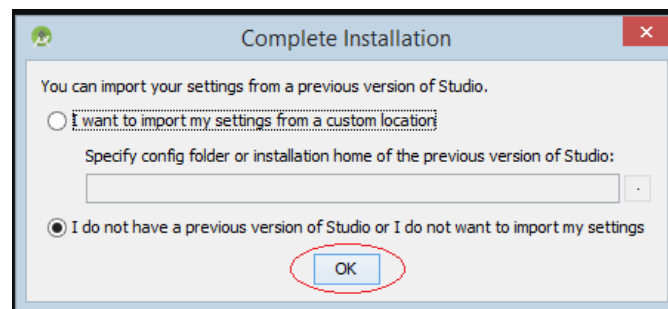 Complete Installation
You can import your settings from a previous version of Studio.
I want to import my settings from a custom location
Specify config folder or installation home of the previous version of Studio:
.
I do not have a previous version of Studio or I do not want to import my settings
OK